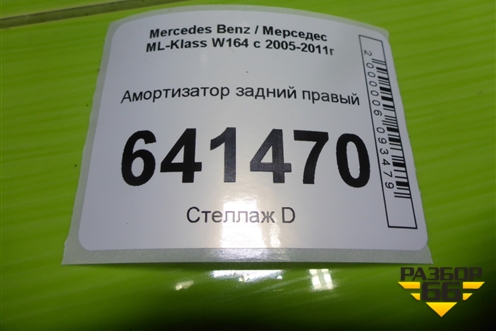 Mercedes Benz / Мерседес
ML-Klass W164 с 2005-2011г
Амортизатор задний правый
641470
Стеллаж D
2000006093479
РАЗБОР
66